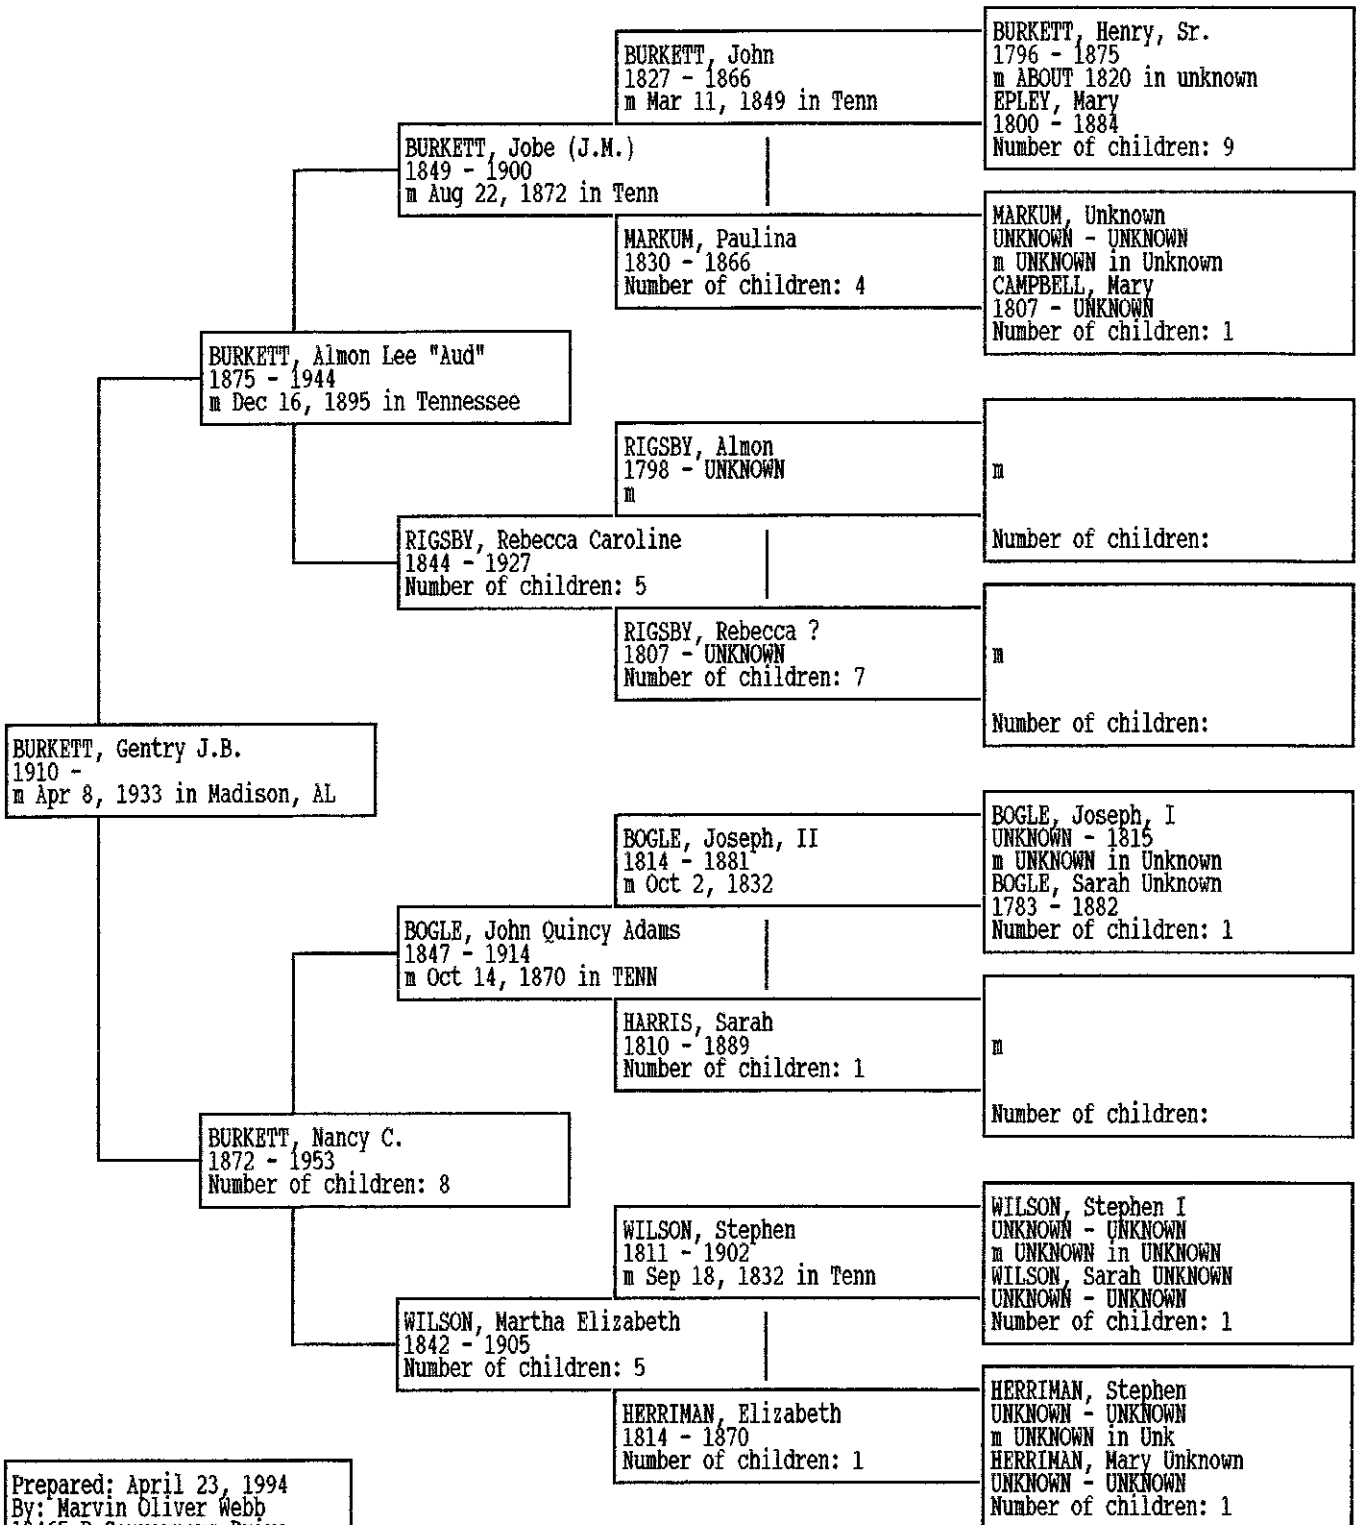 BURKETT, Henry, Sr.
1796 - 1875
m ABOUT 1820 in unknown
EPLEY, Mary
1800 - 1884
Number of children: 9
BURKETT, John
1827 - 1866
m Mar 11, 1849 in Tenn
BURKETT, Jobe (J.M.)
1849 - 1900
m Aug 22, 1872 in Tenn
MARKUM, Unknown
UNKNOWN - UNKNOWN
m UNKNOWN in Unknown
CAMPBELL, Mary
1807 - UNKNOWN
Number of children: 1
MARKUM, Paulina
1830 - 1866
Number of children: 4
BURKETT, Almon Lee "Aud"
1875 - 1944
m Dec 16, 1895 in Tennessee
RIGSBY, Almon
1798 - UNKNOWN
m
m
Number of children:
RIGSBY, Rebecca Caroline
1844 - 1927
Number of children: 5
RIGSBY, Rebecca ?
1807 - UNKNOWN
Number of children: 7
m
Number of children:
BURKETT, Gentry J.B.
1910 -
m Apr 8, 1933 in Madison, AL
BOGLE, Joseph, II
1814 - 1881
m Oct 2, 1832
BOGLE, Joseph, I
UNKNOWN - 1815
m UNKNOWN in Unknown
BOGLE, Sarah Unknown
1783 - 1882
Number of children: 1
BOGLE, John Quincy Adams
1847 - 1914
m Oct 14, 1870 in TENN
HARRIS, Sarah
1810 - 1889
Number of children: 1
m
Number of children:
BURKETT, Nancy C.
1872 - 1953
Number of children: 8
WILSON, Stephen
1811 - 1902
m Sep 18, 1832 in Tenn
WILSON, Stephen I
UNKNOWN - UNKNOWN
m UNKNOWN in UNKNOWN
WILSON, Sarah UNKNOWN
UNKNOWN - UNKNOWN
Number of children: 1
WILSON, Martha Elizabeth
1842 - 1905
Number of children: 5
HERRIMAN, Elizabeth
1814 - 1870
Number of children: 1
HERRIMAN, Stephen
UNKNOWN - UNKNOWN
m UNKNOWN in Unk
HERRIMAN, Mary Unknown
UNKNOWN - UNKNOWN
Number of children: 1
Prepared: April 23, 1994
By: Marvin Oliver Webb